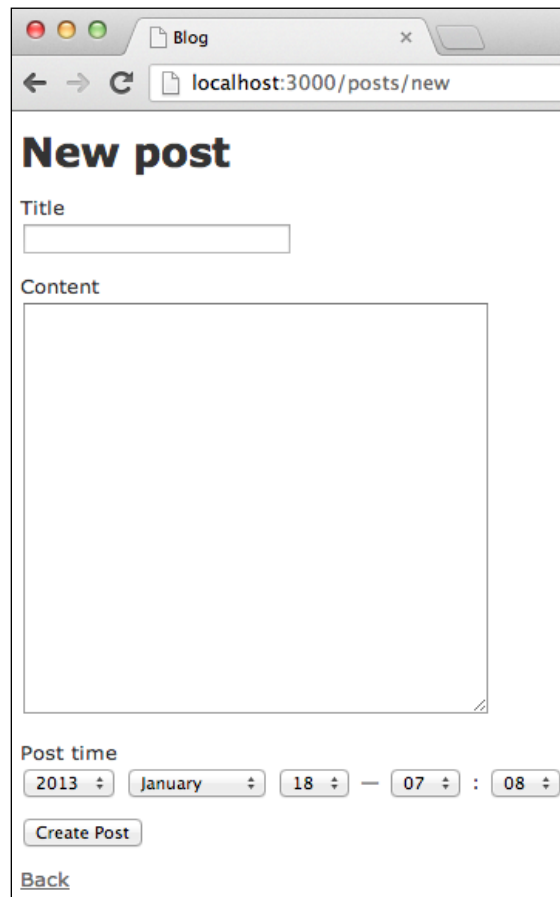 Blog
localhost:3000/posts/new
New post
Title
Content
Post time
2013 January 18 — 07 : 08
Create Post
Back